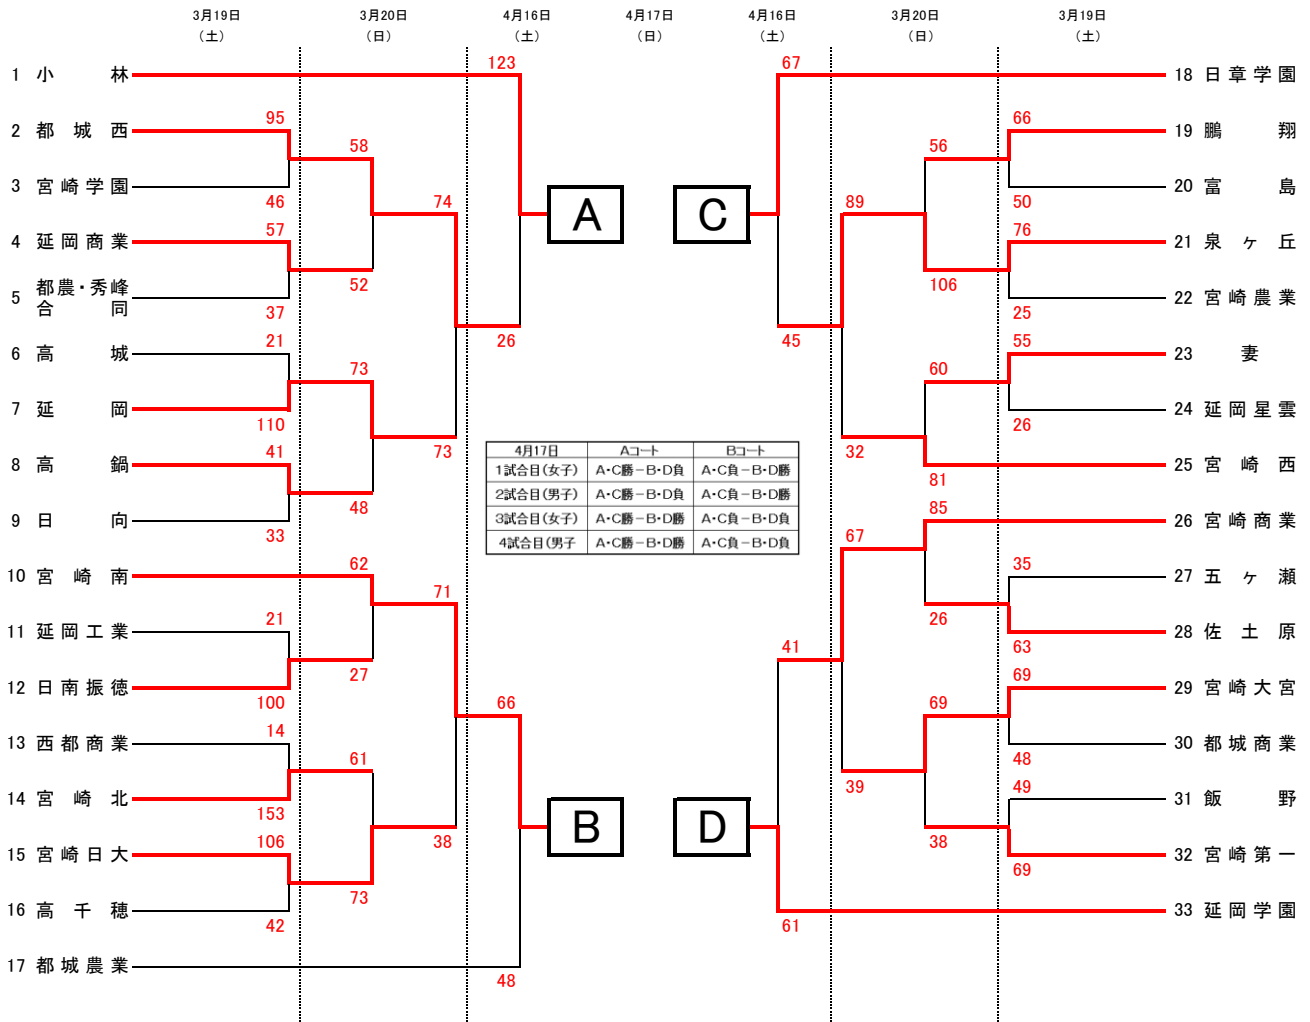 3月19日
（土）
3月20日
（日）
4月16日
（土）
4月17日
（日）
4月16日
（土）
3月20日
（日）
3月19日
（土）
1 小林
123
2 都城西
95
58
3 宮崎学園
46
74
4 延岡商業
57
5 都農・秀峰
合同
37
52
6 高城
21
73
26
7 延岡
110
8 高鍋
41
73
9 日向
33
48
10 宮崎南
62
71
11 延岡工業
21
12 日南振徳
100
27
66
13 西都商業
14
61
14 宮崎北
153
15 宮崎日大
106
38
16 高千穂
42
73
17 都城農業
48
A
B
C
D
4月17日 Aコート Bコート
1試合目(女子) A・C勝－B・D負 A・C負－B・D勝
2試合目(男子) A・C勝－B・D負 A・C負－B・D勝
3試合目(女子) A・C勝－B・D勝 A・C負－B・D負
4試合目(男子 A・C勝－B・D勝 A・C負－B・D負
67
18 日章学園
66
19 鵬翔
56
20 富島
50
89
76
21 泉ヶ丘
106
22 宮崎農業
25
45
55
23 妻
60
24 延岡星雲
26
32
25 宮崎西
81
85
26 宮崎商業
67
35
27 五ヶ瀬
26
28 佐土原
63
41
69
29 宮崎大宮
69
30 都城商業
48
39
49
31 飯野
38
32 宮崎第一
69
33 延岡学園
61